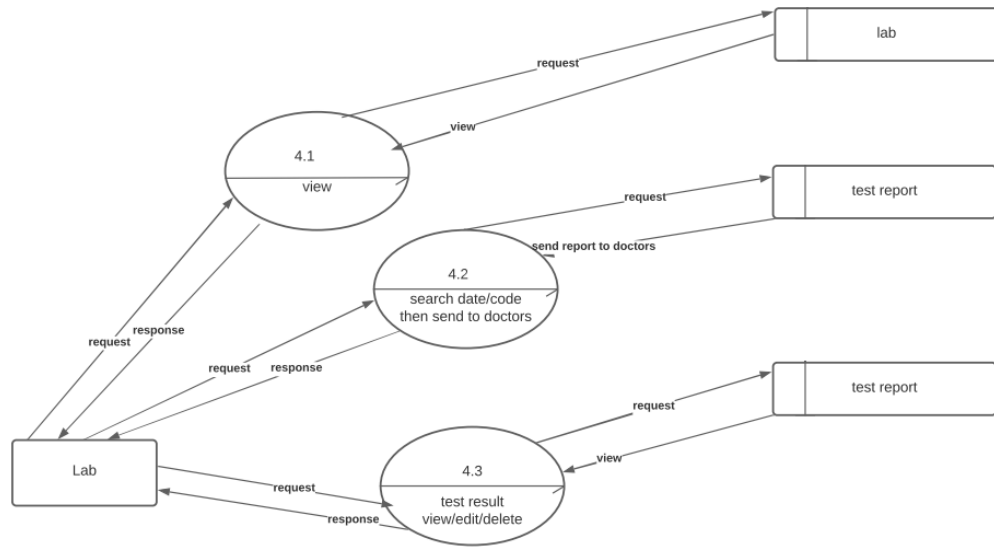 lab
request
view
4.1
view
request
test report
send report to doctors
4.2
search date/code
then send to doctors
request
response
request
response
test report
request
view
4.3
test result
view/edit/delete
Lab
request
response